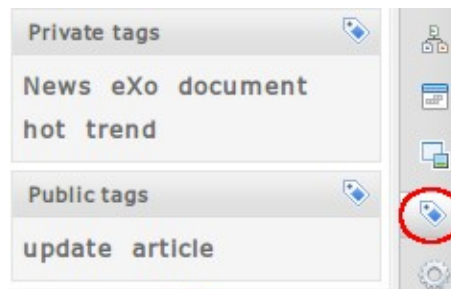 Private tags
News eXo document
hot trend
Public tags
update article